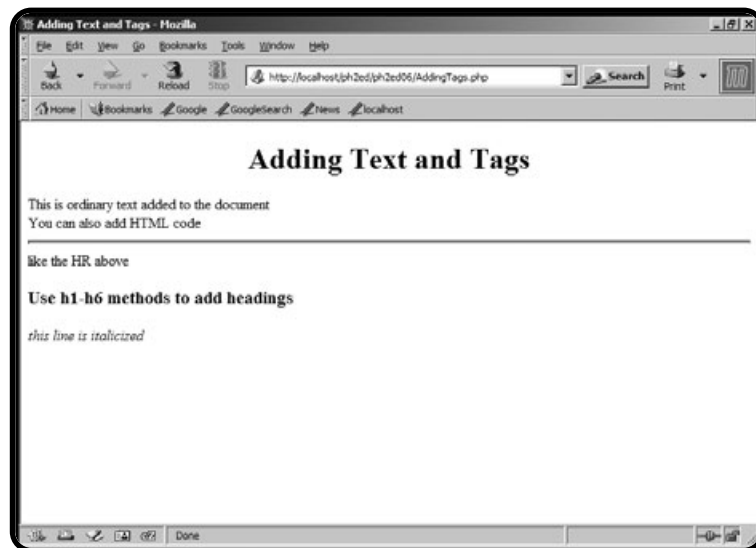 Adding Text and Tags - Mozilla
File Edit View Go Bookmarks Tools Window Help
Back Forward Reload Stop http://localhost/ph2ed/ph2ed06/AddingTags.php Search Print
Home Bookmarks Google GoogleSearch News localhost
Adding Text and Tags
This is ordinary text added to the document
You can also add HTML code
like the HR above
Use h1-h6 methods to add headings
this line is italicized
Done